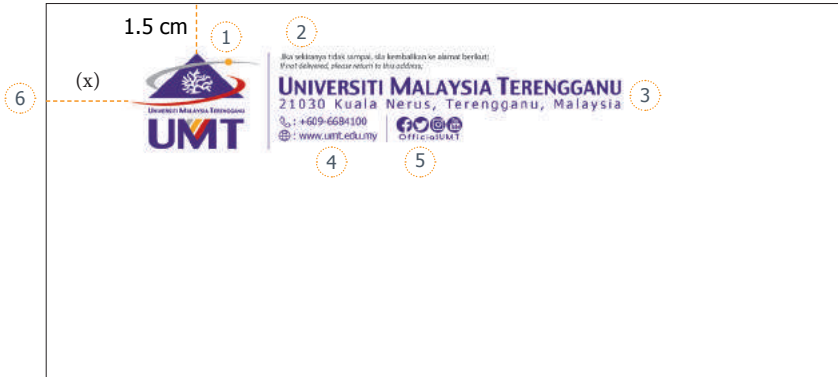 1.5 cm
1
2
Jika sekiranya tidak sampai, sila kembalikan ke alamat berikut;
If not delivered, please return to this address;
(x)
6
UNIVERSITI MALAYSIA TERENGGANU
21030 Kuala Nerus, Terengganu, Malaysia
3
UNIVERSITI MALAYSIA TERENGGANU
UMT
: +609-6684100
: www.umt.edu.my
OfficialUMT
4
5